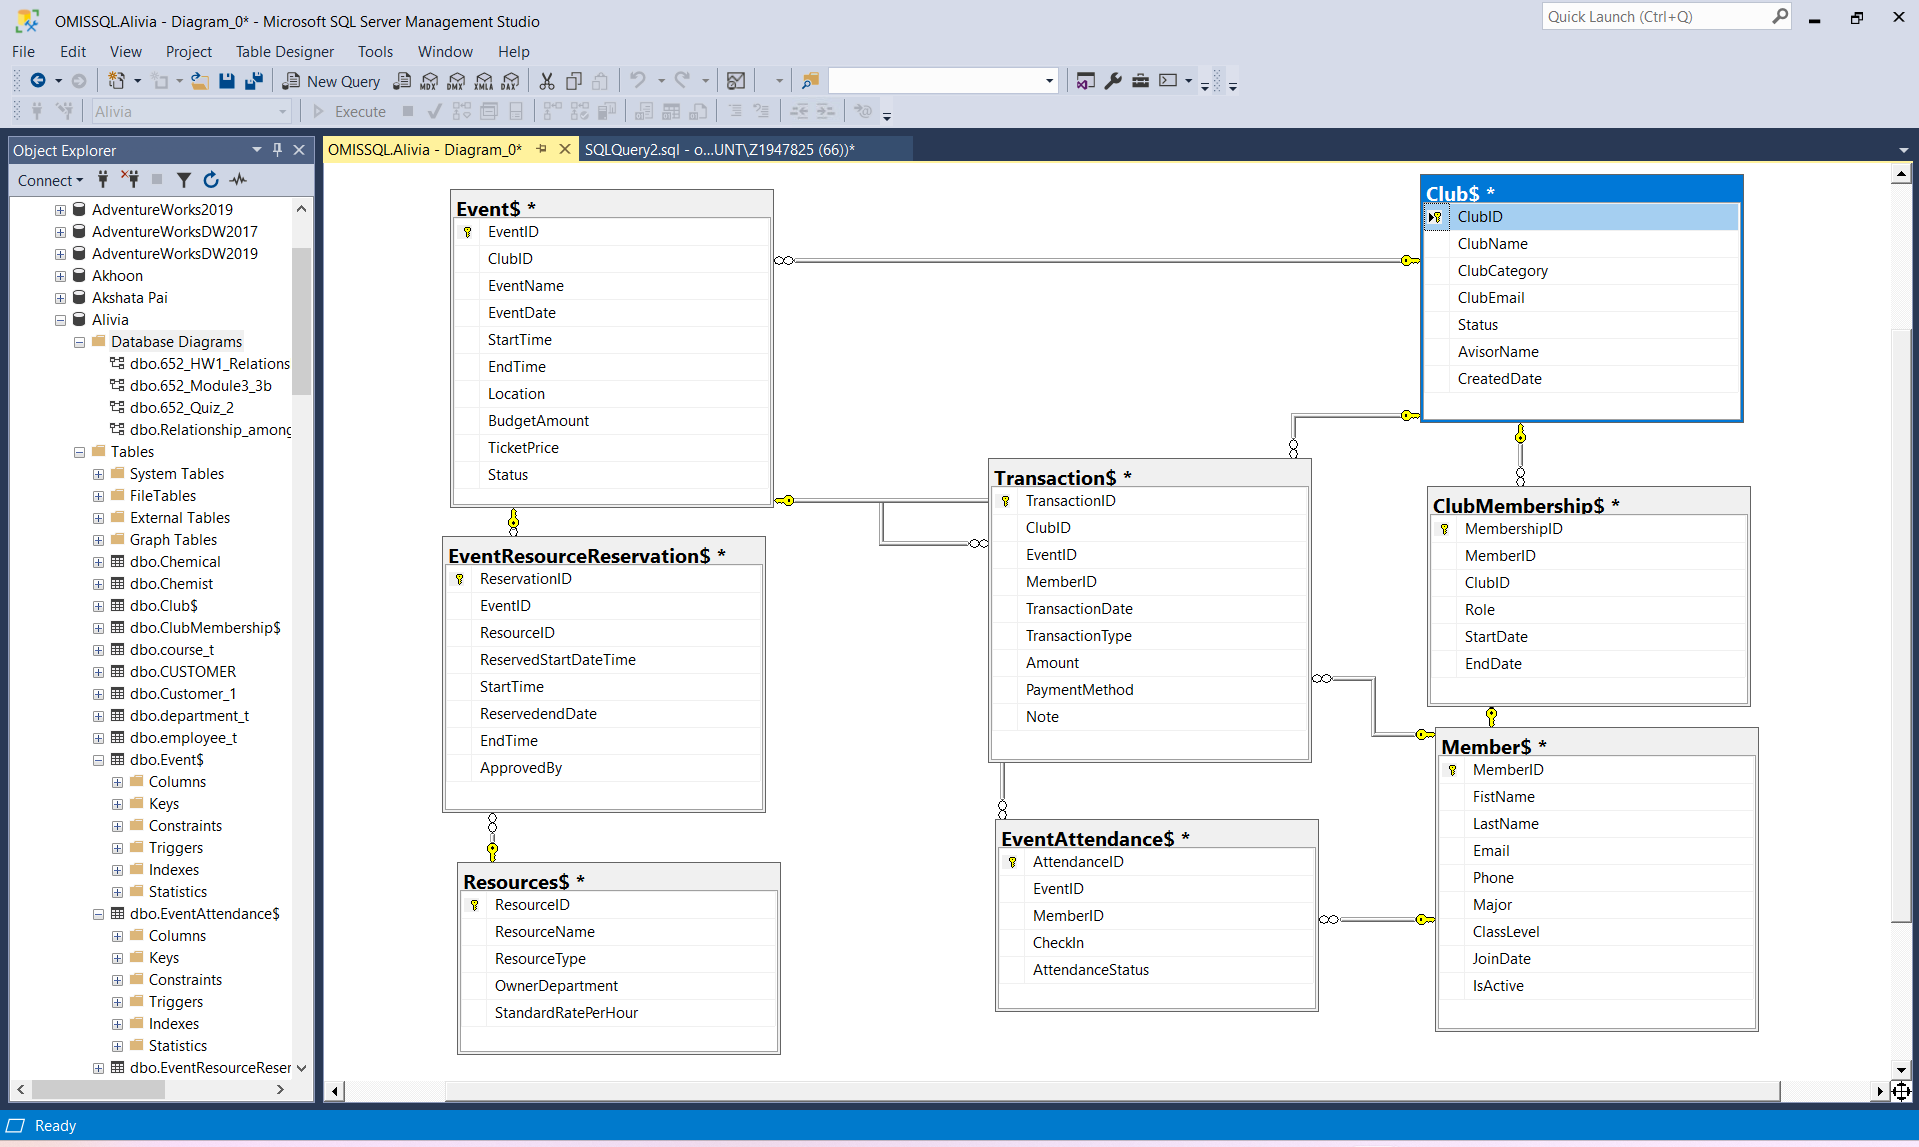 OMISSQL.Alivia - Diagram_0* - Microsoft SQL Server Management Studio
Quick Launch (Ctrl+Q)
File Edit View Project Table Designer Tools Window Help
New Query MDX DMX XMLA DAX
Alivia Execute
Object Explorer
Connect
AdventureWorks2019
AdventureWorksDW2017
AdventureWorksDW2019
Akhoon
Akshata Pai
Alivia
Database Diagrams
dbo.652_HW1_Relations
dbo.652_Module3_3b
dbo.652_Quiz_2
dbo.Relationship_among
Tables
System Tables
FileTables
External Tables
Graph Tables
dbo.Chemical
dbo.Chemist
dbo.Club$
dbo.ClubMembership$
dbo.course_t
dbo.CUSTOMER
dbo.Customer_1
dbo.department_t
dbo.employee_t
dbo.Event$
Columns
Keys
Constraints
Triggers
Indexes
Statistics
dbo.EventAttendance$
Columns
Keys
Constraints
Triggers
Indexes
Statistics
dbo.EventResourceReser
OMISSQL.Alivia - Diagram_0*
SQLQuery2.sql - o...UNT\Z1947825 (66))*
Event$ *
EventID
ClubID
EventName
EventDate
StartTime
EndTime
Location
BudgetAmount
TicketPrice
Status
EventResourceReservation$ *
ReservationID
EventID
ResourceID
ReservedStartDateTime
StartTime
ReservedendDate
EndTime
ApprovedBy
Resources$ *
ResourceID
ResourceName
ResourceType
OwnerDepartment
StandardRatePerHour
Transaction$ *
TransactionID
ClubID
EventID
MemberID
TransactionDate
TransactionType
Amount
PaymentMethod
Note
EventAttendance$ *
AttendanceID
EventID
MemberID
CheckIn
AttendanceStatus
Club$ *
ClubID
ClubName
ClubCategory
ClubEmail
Status
AvisorName
CreatedDate
ClubMembership$ *
MembershipID
MemberID
ClubID
Role
StartDate
EndDate
Member$ *
MemberID
FistName
LastName
Email
Phone
Major
ClassLevel
JoinDate
IsActive
Ready